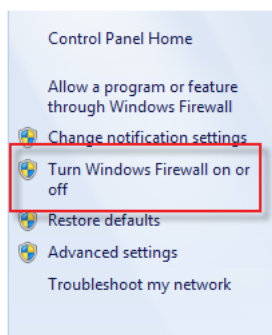 Control Panel Home
Allow a program or feature
through Windows Firewall
Change notification settings
Turn Windows Firewall on or
off
Restore defaults
Advanced settings
Troubleshoot my network